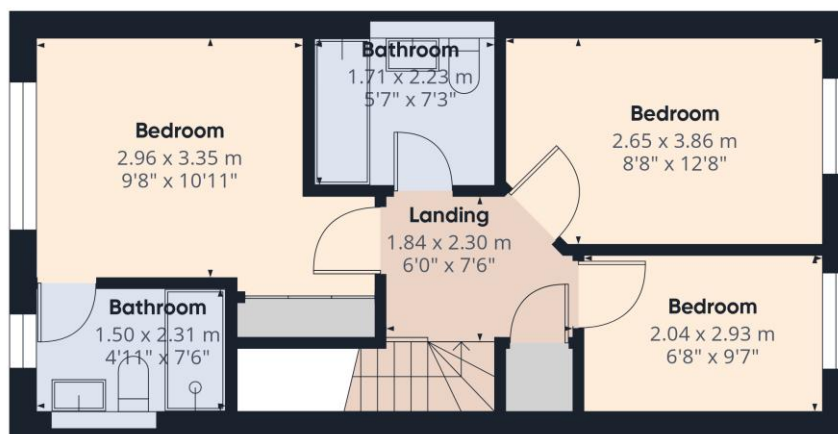 Bathroom
1.71 x 2.23 m
5'7" x 7'3"
Bedroom
2.96 x 3.35 m
9'8" x 10'11"
Bedroom
2.65 x 3.86 m
8'8" x 12'8"
Landing
1.84 x 2.30 m
6'0" x 7'6"
Bathroom
1.50 x 2.31 m
4'11" x 7'6"
Bedroom
2.04 x 2.93 m
6'8" x 9'7"